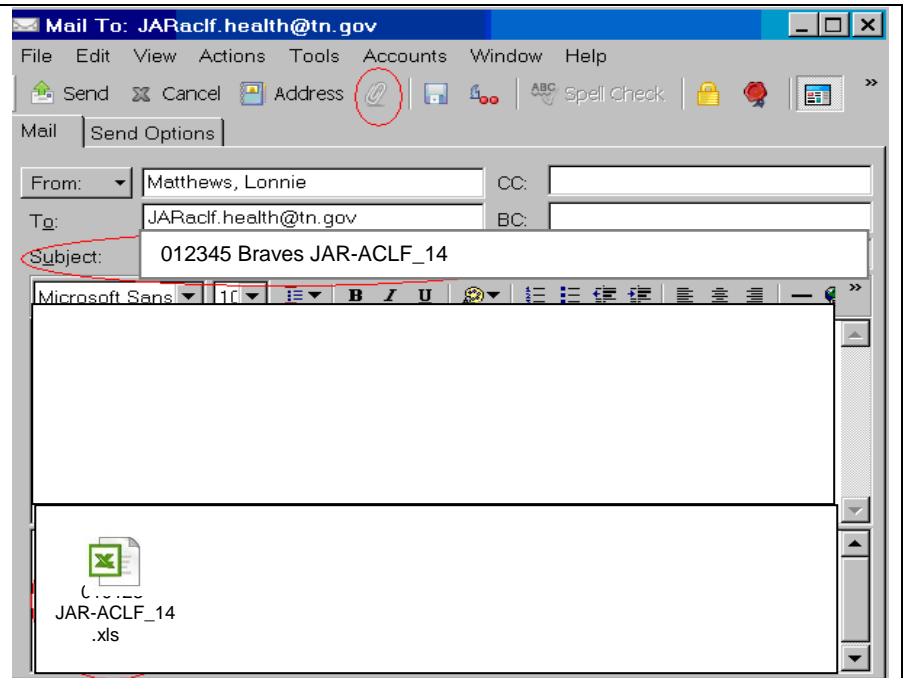 Mail To: JARaclf.health@tn.gov
File Edit View Actions Tools Accounts Window Help
Send Cancel Address ABC Spell Check »
Mail Send Options
From: Matthews, Lonnie CC:
To: JARaclf.health@tn.gov BC:
Subject: 012345 Braves JAR-ACLF_14
Microsoft Sans B I U »
JAR-ACLF_14
.xls